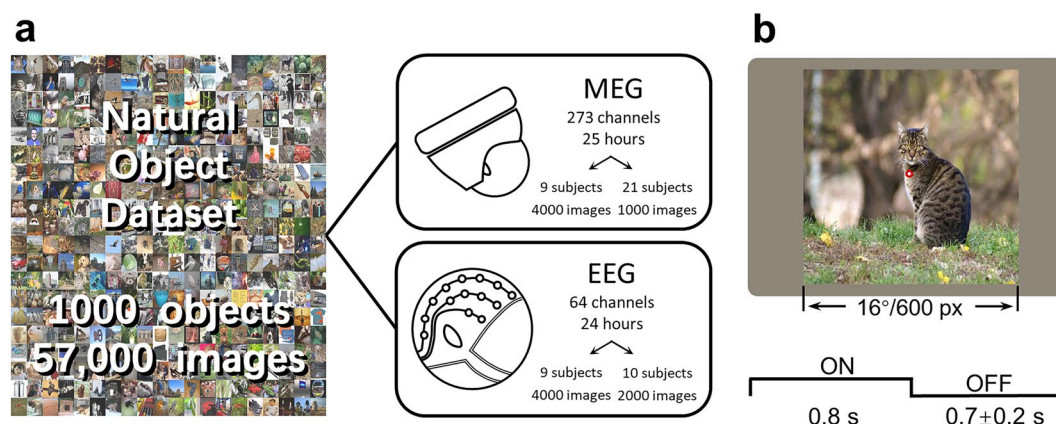 a
Natural
Object
Dataset
1000 objects
57,000 images
MEG
273 channels
25 hours
9 subjects 21 subjects
4000 images 1000 images
EEG
64 channels
24 hours
9 subjects 10 subjects
4000 images 2000 images
b
16°/600 px
ON
OFF
0.8 s
0.7±0.2 s